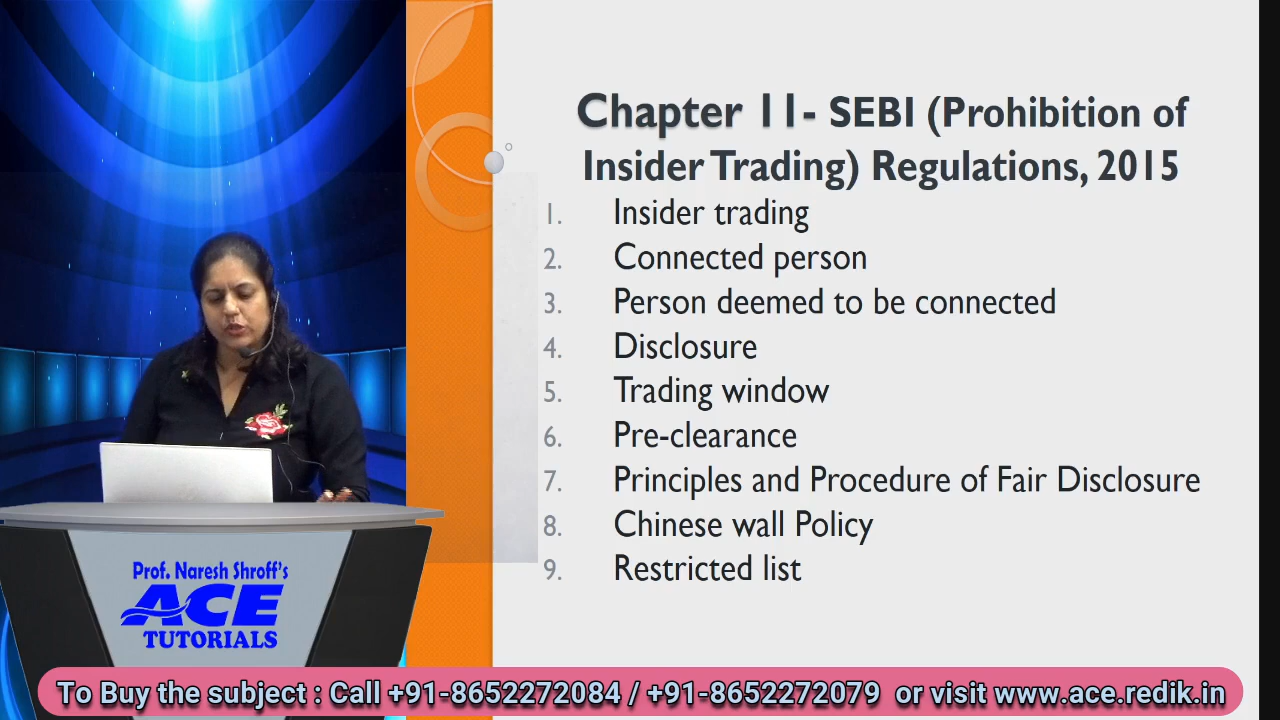 Chapter 11- SEBI (Prohibition of
Insider Trading) Regulations, 2015
1. Insider trading
2. Connected person
3. Person deemed to be connected
4. Disclosure
5. Trading window
6. Pre-clearance
7. Principles and Procedure of Fair Disclosure
8. Chinese wall Policy
9. Restricted list
Prof. Naresh Shroff's
ACE
TUTORIALS
To Buy the subject : Call +91-8652272084 / +91-8652272079 or visit www.ace.redik.in